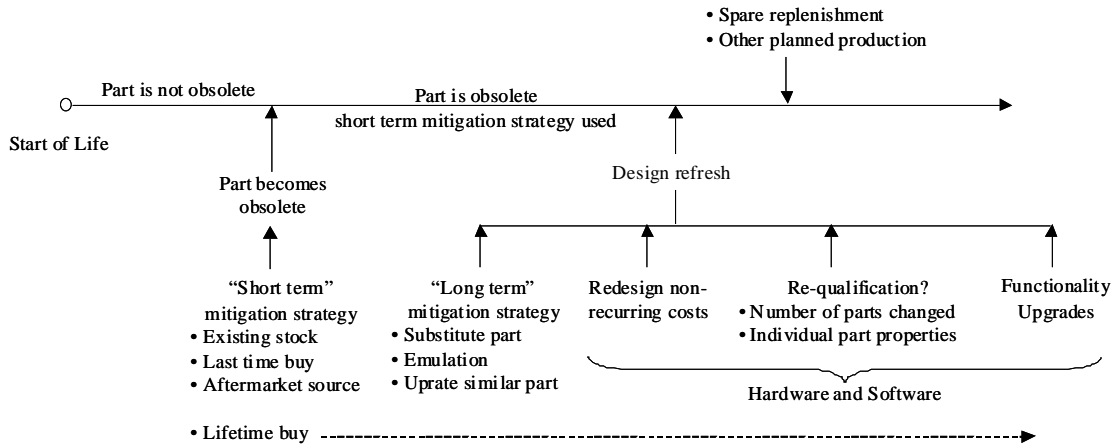 • Spare replenishment
• Other planned production
Part is not obsolete
Part is obsolete
short term mitigation strategy used
Start of Life
Part becomes
obsolete
Design refresh
“Short term”
mitigation strategy
• Existing stock
• Last time buy
• Aftermarket source
• Lifetime buy
“Long term”
mitigation strategy
• Substitute part
• Emulation
• Uprate similar part
Redesign non-
recurring costs
Re-qualification?
• Number of parts changed
• Individual part properties
Functionality
Upgrades
Hardware and Software